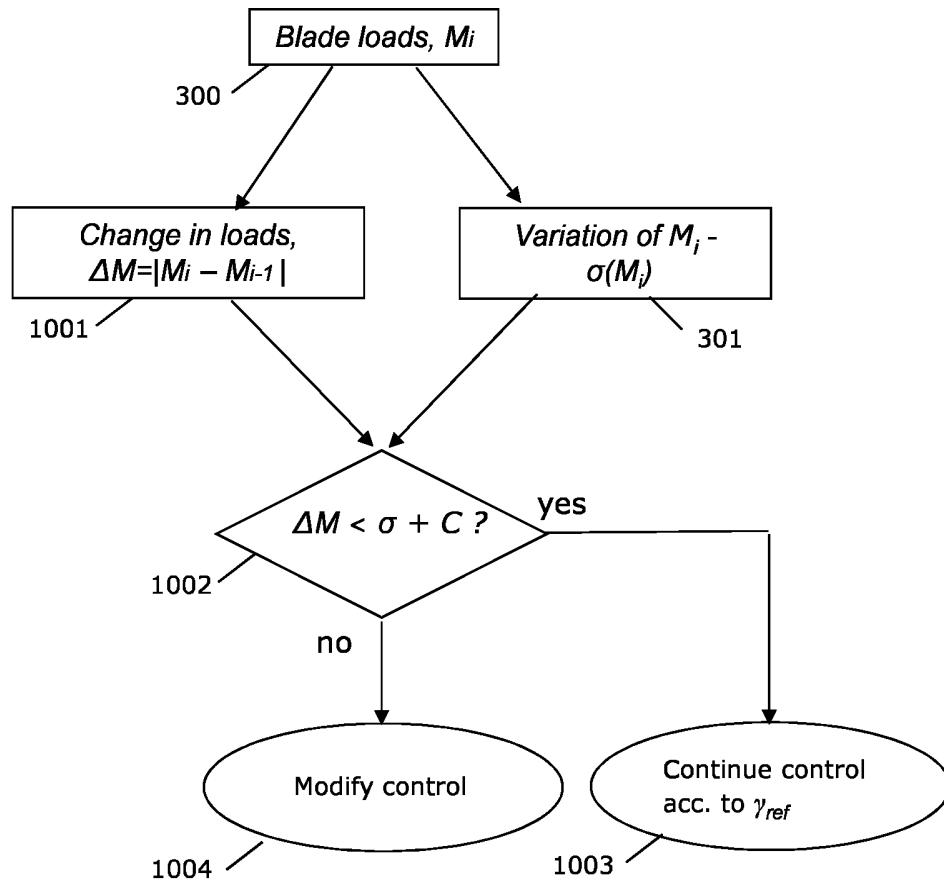 Blade loads, Mi
300
Change in loads,
ΔM=|Mi – Mi-1|
Variation of Mi -
σ(Mi)
1001
301
ΔM < σ + C ?
yes
1002
no
Modify control
Continue control
acc. to γref
1004
1003